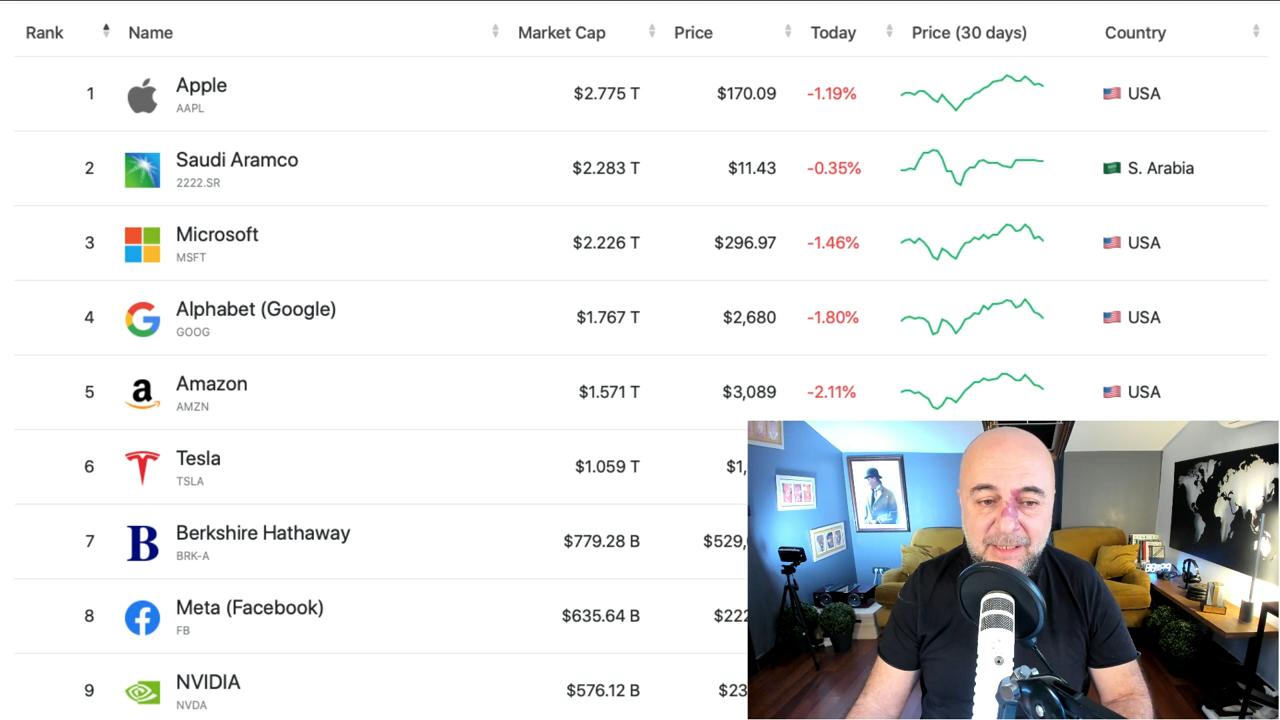 Rank Name Market Cap Price Today Price (30 days) Country
1 Apple $2.775 T $170.09 -1.19% USA
AAPL
2 Saudi Aramco $2.283 T $11.43 -0.35% S. Arabia
2222.SR
3 Microsoft $2.226 T $296.97 -1.46% USA
MSFT
4 Alphabet (Google) $1.767 T $2,680 -1.80% USA
GOOG
5 Amazon $1.571 T $3,089 -2.11% USA
AMZN
6 Tesla $1.059 T $1,
TSLA
7 Berkshire Hathaway $779.28 B $529,
BRK-A
8 Meta (Facebook) $635.64 B $222
FB
9 NVIDIA $576.12 B $23
NVDA